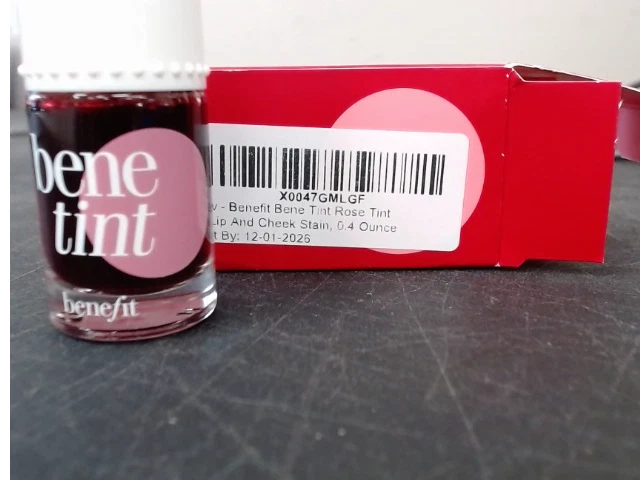 bene
tint
benefit
X0047GMLGF
- Benefit Bene Tint Rose Tint
Lip And Cheek Stain, 0.4 Ounce
By: 12-01-2026